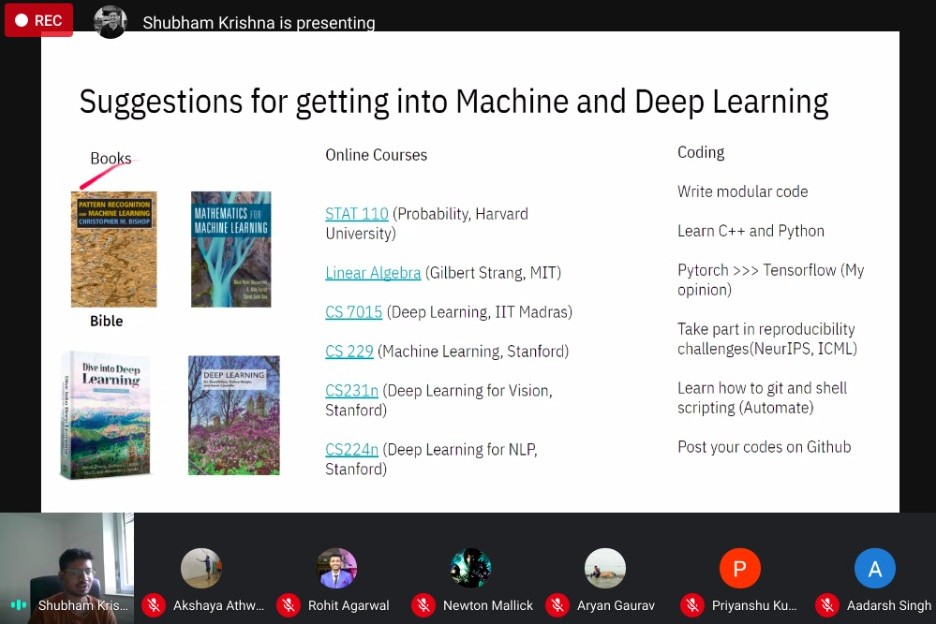 REC
Shubham Krishna is presenting
Suggestions for getting into Machine and Deep Learning
Books
PATTERN RECOGNITION
AND MACHINE LEARNING
CHRISTOPHER M. BISHOP
MATHEMATICS FOR
MACHINE LEARNING
Bible
Dive into Deep
Learning
DEEP LEARNING
Online Courses
STAT 110 (Probability, Harvard
University)
Linear Algebra (Gilbert Strang, MIT)
CS 7015 (Deep Learning, IIT Madras)
CS 229 (Machine Learning, Stanford)
CS231n (Deep Learning for Vision,
Stanford)
CS224n (Deep Learning for NLP,
Stanford)
Coding
Write modular code
Learn C++ and Python
Pytorch >>> Tensorflow (My
opinion)
Take part in reproducibility
challenges(NeurIPS, ICML)
Learn how to git and shell
scripting (Automate)
Post your codes on Github
Shubham Kris...
Akshaya Athw...
Rohit Agarwal
Newton Mallick
Aryan Gaurav
P
Priyanshu Ku...
A
Aadarsh Singh